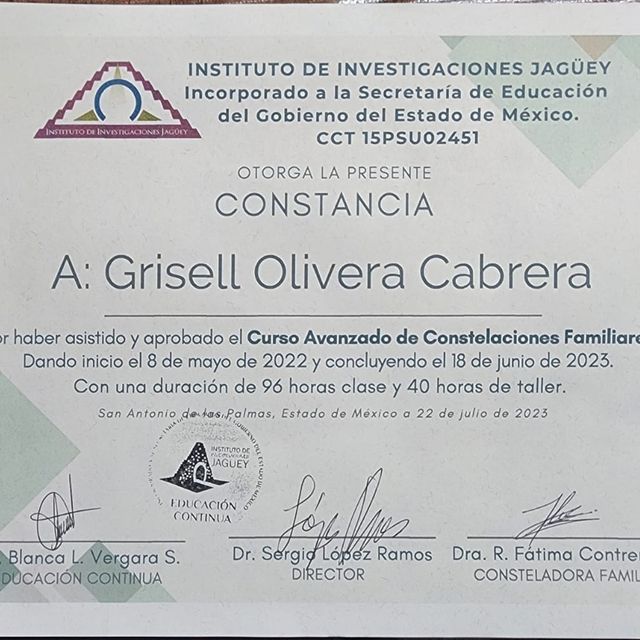 INSTITUTO DE INVESTIGACIONES JAGÜEY
Incorporado a la Secretaría de Educación
del Gobierno del Estado de México.
CCT 15PSU02451
INSTITUTO DE INVESTIGACIONES JAGÜEY
OTORGA LA PRESENTE
CONSTANCIA
A: Grisell Olivera Cabrera
or haber asistido y aprobado el Curso Avanzado de Constelaciones Familiare
Dando inicio el 8 de mayo de 2022 y concluyendo el 18 de junio de 2023.
Con una duración de 96 horas clase y 40 horas de taller.
San Antonio de las Palmas, Estado de México a 22 de julio de 2023
INSTITUTO DE
JAGUEY
EDUCACIÓN
CONTINUA
. Blanca L. Vergara S.
EDUCACIÓN CONTINUA
Dr. Sergio López Ramos
DIRECTOR
Dra. R. Fátima Contrer
CONSTELADORA FAMIL